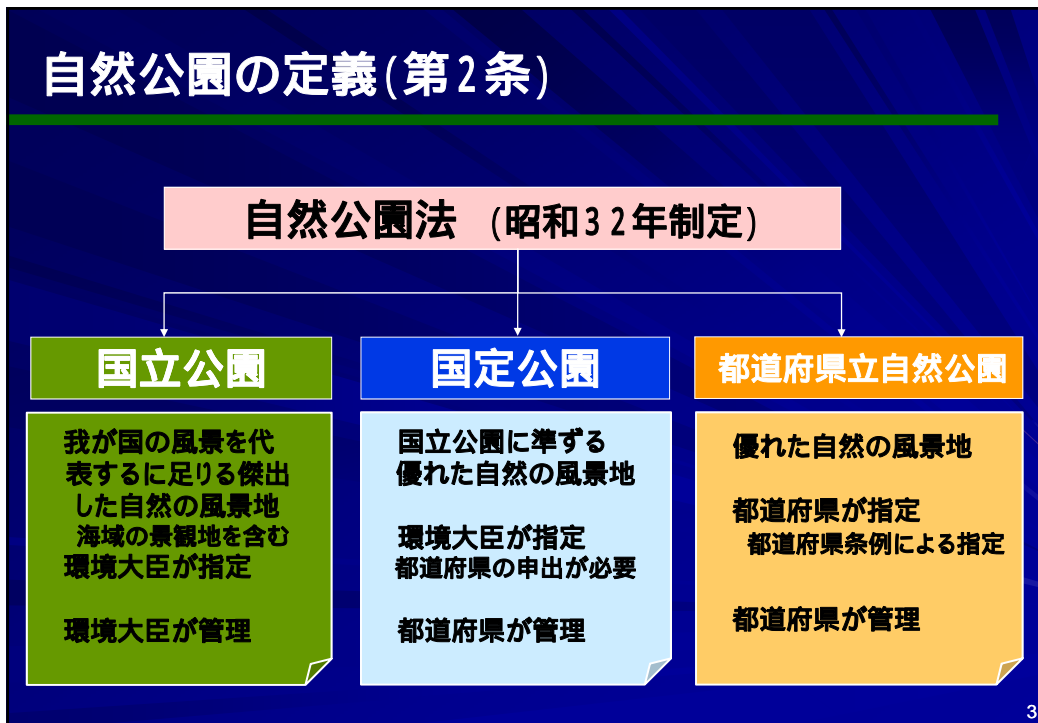 自然公園の定義(第2条)
自然公園法 (昭和32年制定)
国立公園
我が国の風景を代
表するに足りる傑出
した自然の風景地
海域の景観地を含む
環境大臣が指定
環境大臣が管理
国定公園
国立公園に準ずる
優れた自然の風景地
環境大臣が指定
都道府県の申出が必要
都道府県が管理
都道府県立自然公園
優れた自然の風景地
都道府県が指定
都道府県条例による指定
都道府県が管理
3